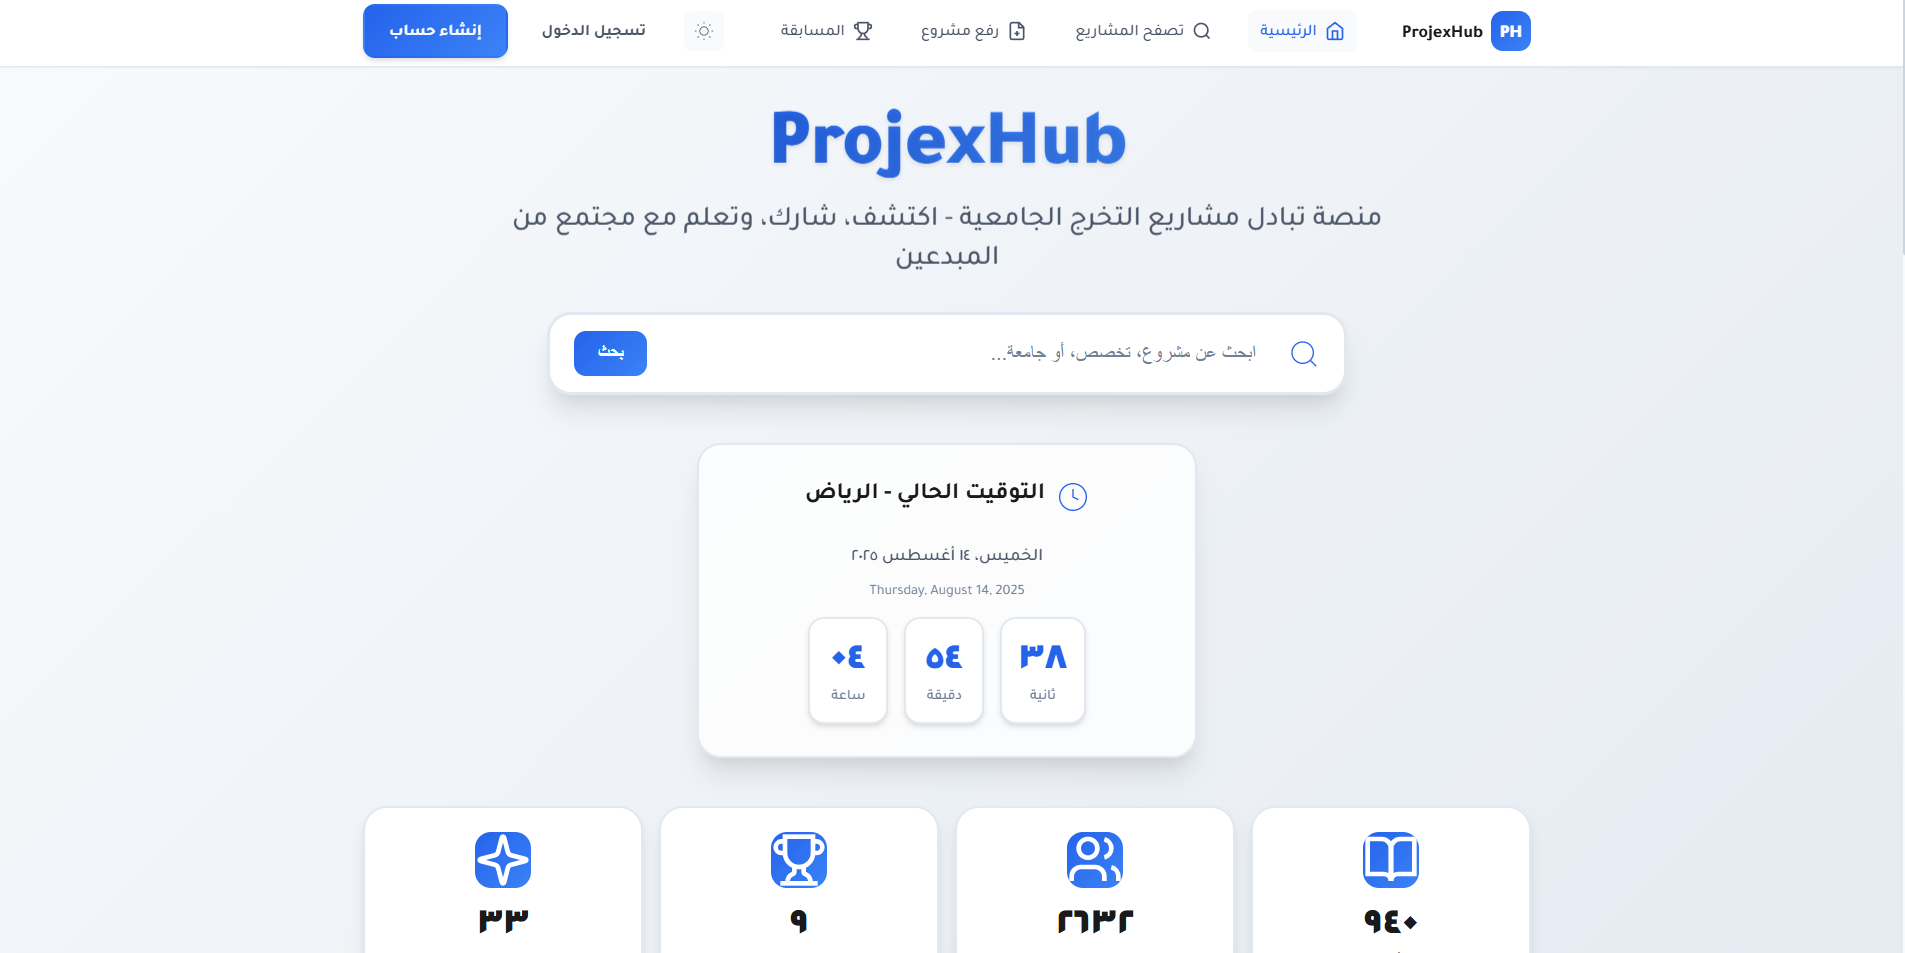 PH ProjexHub
الرئيسية
تصفح المشاريع
رفع مشروع
المسابقة
تسجيل الدخول
إنشاء حساب
ProjexHub
منصة تبادل مشاريع التخرج الجامعية - اكتشف، شارك، وتعلم مع مجتمع من
المبدعين
ابحث عن مشروع، تخصص، أو جامعة...
بحث
التوقيت الحالي - الرياض
الخميس، ١٤ أغسطس ٢٠٢٥
Thursday, August 14, 2025
٣٨
ثانية
٥٤
دقيقة
٠٤
ساعة
٩٤٠
٢٦٣٢
٩
٣٣